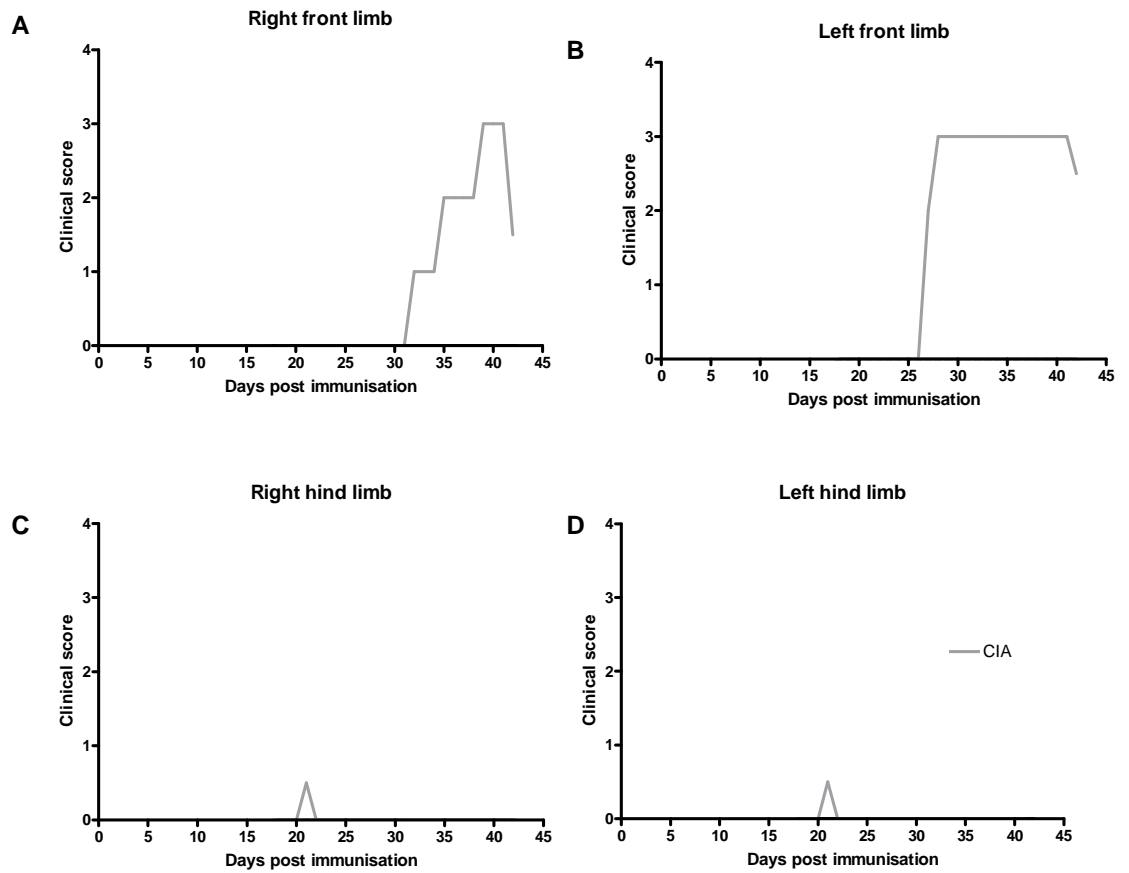 A
Right front limb
Clinical score
4
3
2
1
0
0 5 10 15 20 25 30 35 40 45
Days post immunisation
B
Left front limb
Clinical score
4
3
2
1
0
0 5 10 15 20 25 30 35 40 45
Days post immunisation
C
Right hind limb
Clinical score
4
3
2
1
0
0 5 10 15 20 25 30 35 40 45
Days post immunisation
D
Left hind limb
Clinical score
4
3
2
1
0
0 5 10 15 20 25 30 35 40 45
Days post immunisation
CIA